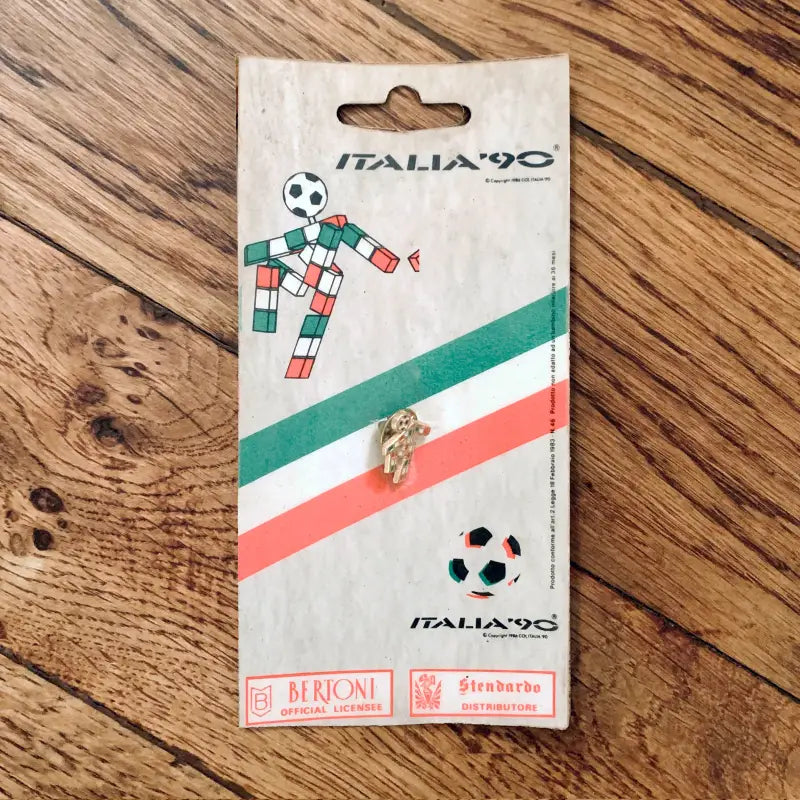 ITALIA'90®
© Copyright 1986 COL ITALIA '90
Prodotto conforme all'art. 2 Legge 18 Febbraio 1983 N. 46 Prodotto non adatto ad un bambino inferiore ai 36 mesi
ITALIA'90®
© Copyright 1986 COL ITALIA '90
B BERTONI
OFFICIAL LICENSEE
Stendardo
DISTRIBUTORE